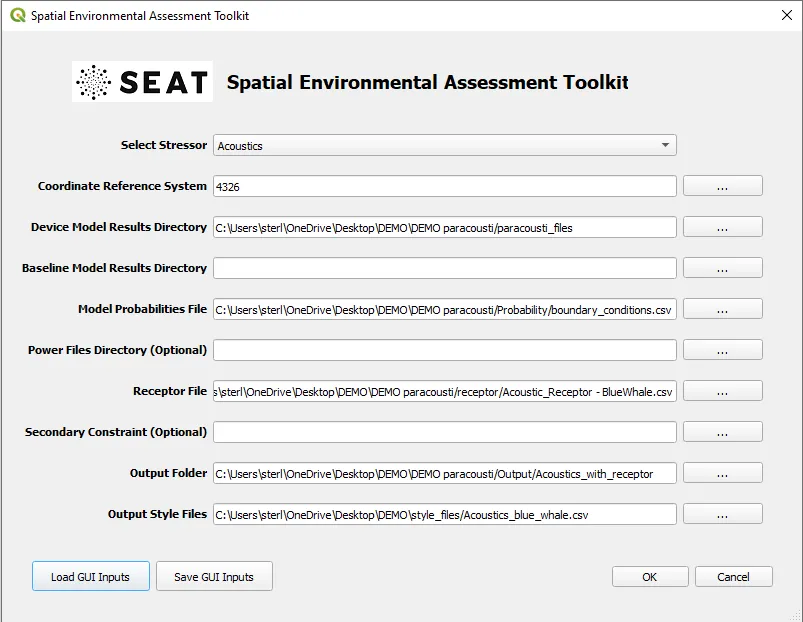 Spatial Environmental Assessment Toolkit
SEAT Spatial Environmental Assessment Toolkit
Select Stressor Acoustics
Coordinate Reference System 4326 ...
Device Model Results Directory C:\Users\sterl\OneDrive\Desktop\DEMO\DEMO paracousti/paracousti_files ...
Baseline Model Results Directory ...
Model Probabilities File C:\Users\sterl\OneDrive\Desktop\DEMO\DEMO paracousti/Probability/boundary_conditions.csv ...
Power Files Directory (Optional) ...
Receptor File s\sterl\OneDrive\Desktop\DEMO\DEMO paracousti/receptor/Acoustic_Receptor - BlueWhale.csv ...
Secondary Constraint (Optional) ...
Output Folder C:\Users\sterl\OneDrive\Desktop\DEMO\DEMO paracousti/Output/Acoustics_with_receptor ...
Output Style Files C:\Users\sterl\OneDrive\Desktop\DEMO\style_files/Acoustics_blue_whale.csv ...
Load GUI Inputs Save GUI Inputs OK Cancel